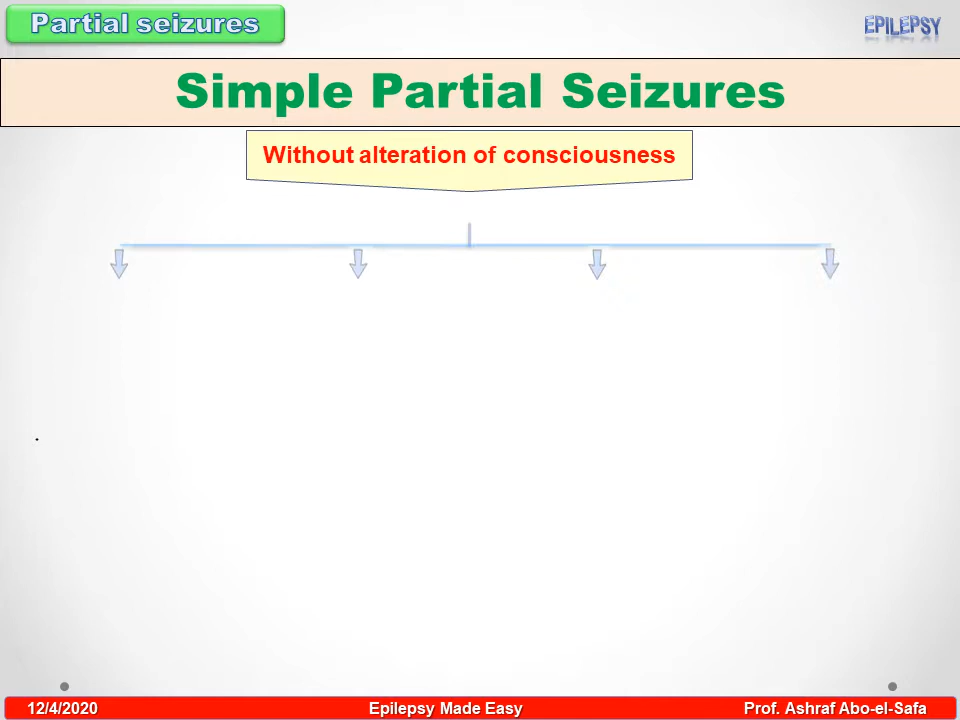 Partial seizures
EPILEPSY
Simple Partial Seizures
Without alteration of consciousness
.
12/4/2020
Epilepsy Made Easy
Prof. Ashraf Abo-el-Safa